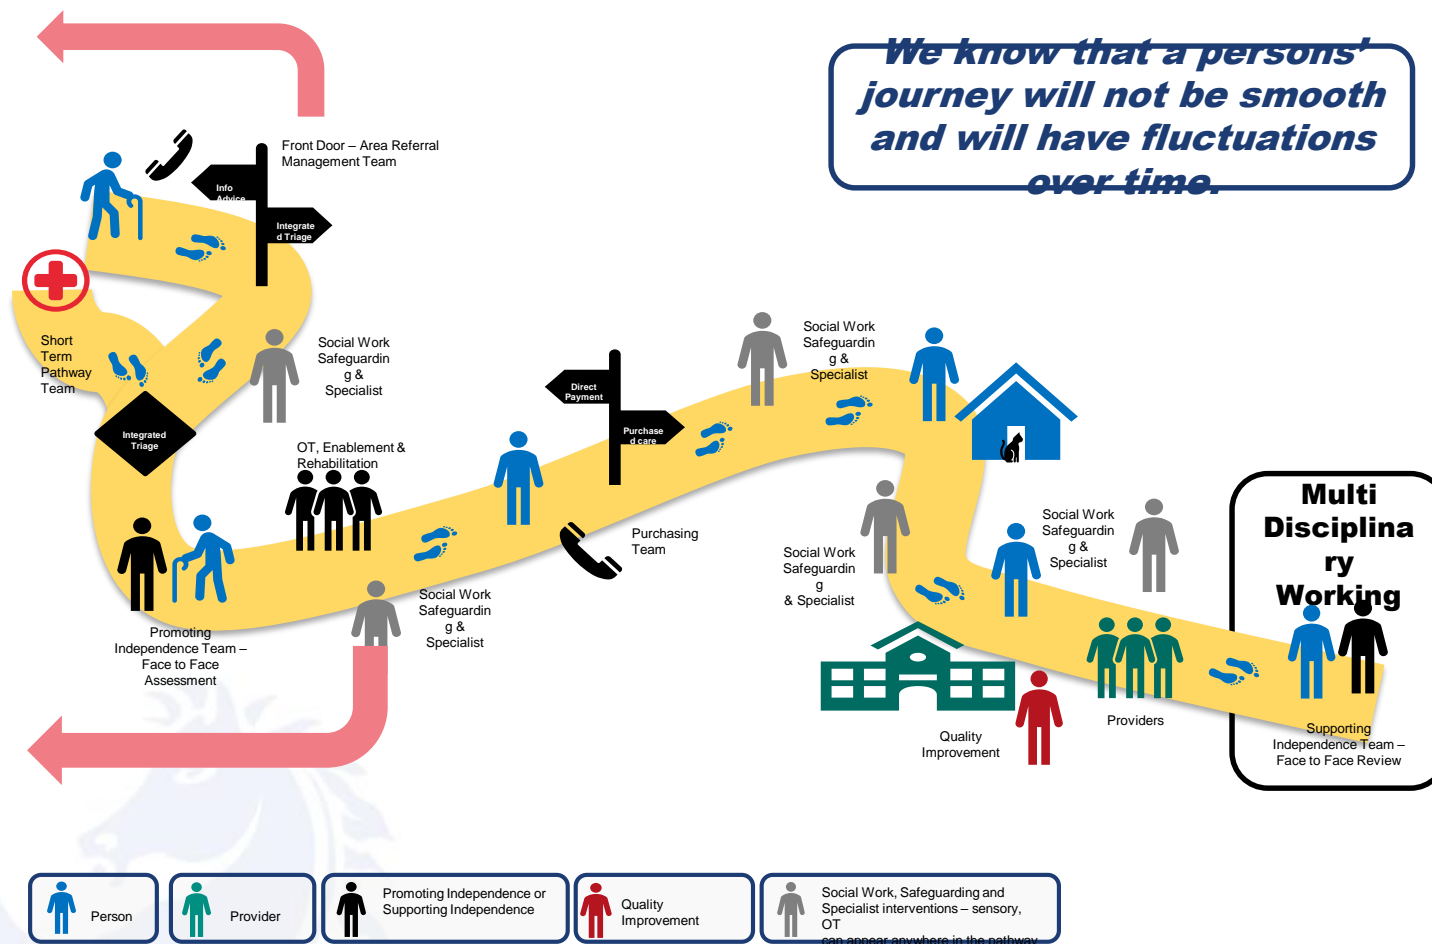 We know that a persons'
journey will not be smooth
and will have fluctuations
over time.
Front Door – Area Referral
Management Team
Info
Advice
Integrate
d Triage
Short
Term
Pathway
Team
Social Work
Safeguardin
g &
Specialist
Integrated
Triage
OT, Enablement &
Rehabilitation
Promoting
Independence Team –
Face to Face
Assessment
Social Work
Safeguardin
g &
Specialist
Direct
Payment
Purchase
d care
Purchasing
Team
Social Work
Safeguardin
g &
Specialist
Social Work
Safeguardin
g
& Specialist
Social Work
Safeguardin
g &
Specialist
Quality
Improvement
Providers
Multi
Disciplina
ry
Working
Supporting
Independence Team –
Face to Face Review
Person
Provider
Promoting Independence or
Supporting Independence
Quality
Improvement
Social Work, Safeguarding and
Specialist interventions – sensory,
OT
can appear anywhere in the pathway